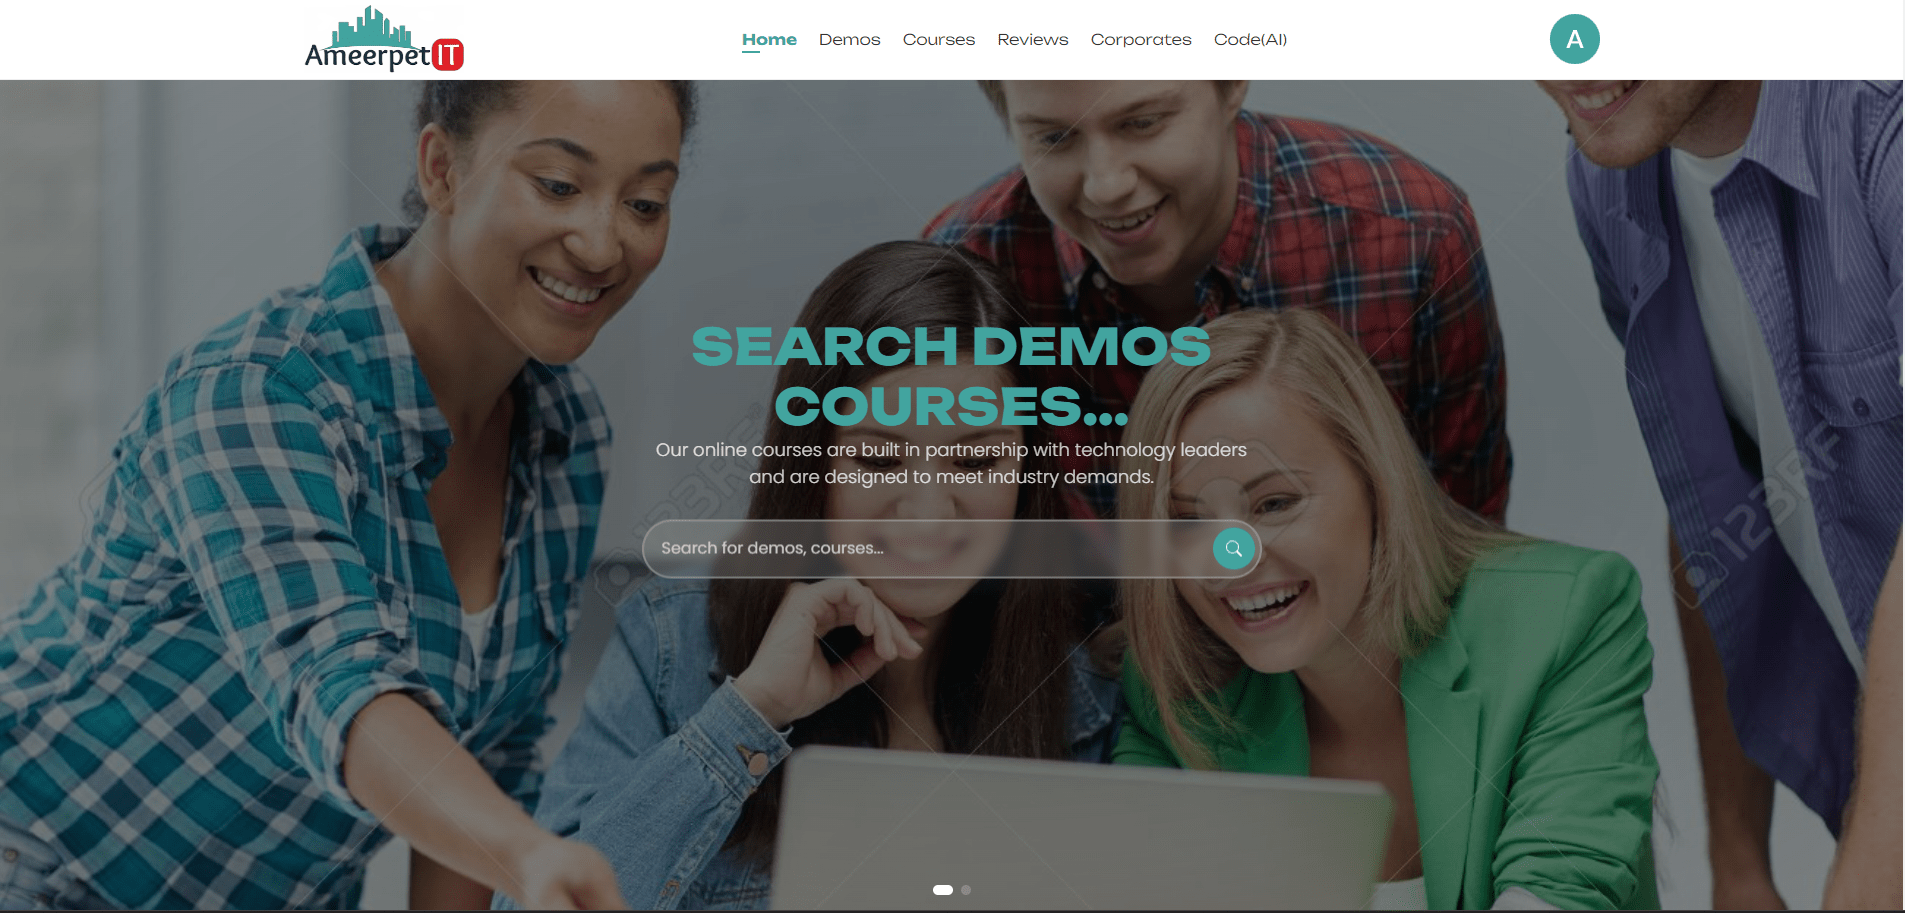 AmeerpetIT
Home Demos Courses Reviews Corporates Code(AI)
A
SEARCH DEMOS
COURSES...
Our online courses are built in partnership with technology leaders
and are designed to meet industry demands.
Search for demos, courses...
123RF
123RF